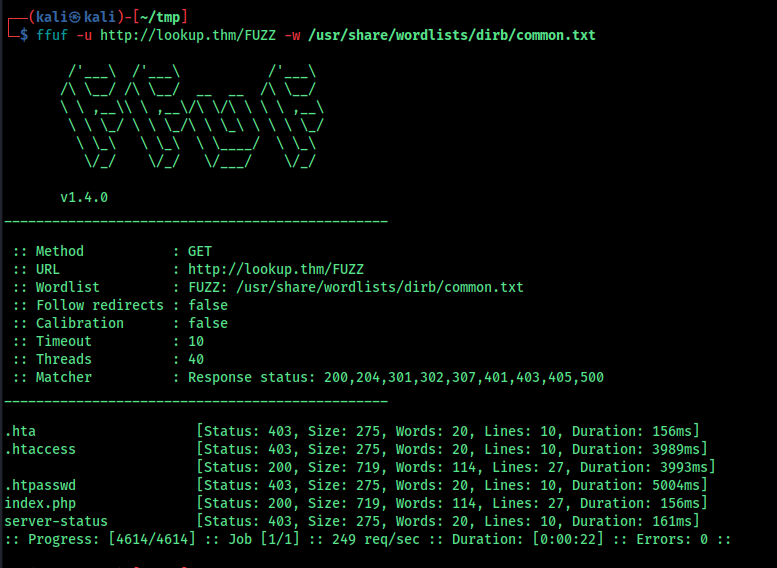 ┌──(kali㉿kali)-[~/tmp]
└─$ ffuf -u http://lookup.thm/FUZZ -w /usr/share/wordlists/dirb/common.txt
        /'___\  /'___\           /'___\
       /\ \__/ /\ \__/  __  __  /\ \__/
       \ \ ,__\\ \ ,__\/\ \/\ \ \ \ ,__\
        \ \ \_/ \ \ \_/\ \ \_\ \ \ \ \_/
         \ \_\   \ \_\  \ \____/  \ \_\
          \/_/    \/_/   \/___/    \/_/
       v1.4.0
________________________________________________
 :: Method           : GET
 :: URL              : http://lookup.thm/FUZZ
 :: Wordlist         : FUZZ: /usr/share/wordlists/dirb/common.txt
 :: Follow redirects : false
 :: Calibration      : false
 :: Timeout          : 10
 :: Threads          : 40
 :: Matcher          : Response status: 200,204,301,302,307,401,403,405,500
________________________________________________
.hta                    [Status: 403, Size: 275, Words: 20, Lines: 10, Duration: 156ms]
.htaccess               [Status: 403, Size: 275, Words: 20, Lines: 10, Duration: 3989ms]
                        [Status: 200, Size: 719, Words: 114, Lines: 27, Duration: 3993ms]
.htpasswd               [Status: 403, Size: 275, Words: 20, Lines: 10, Duration: 5004ms]
index.php               [Status: 200, Size: 719, Words: 114, Lines: 27, Duration: 156ms]
server-status           [Status: 403, Size: 275, Words: 20, Lines: 10, Duration: 161ms]
:: Progress: [4614/4614] :: Job [1/1] :: 249 req/sec :: Duration: [0:00:22] :: Errors: 0 ::